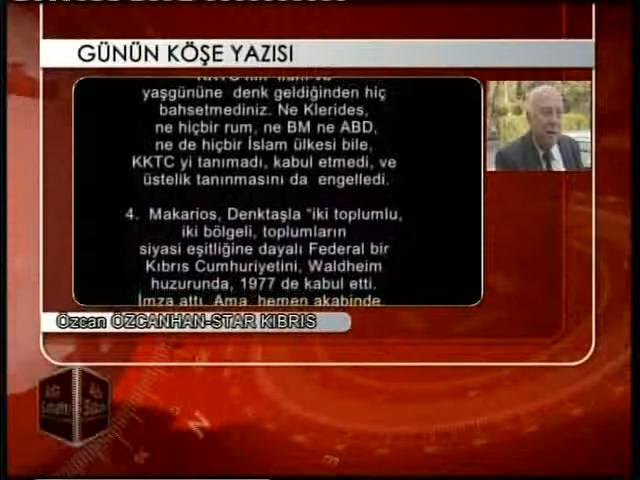 GÜNÜN KÖŞE YAZISI
yaşgününe denk geldiğinden hiç
bahsetmediniz. Ne Klerides,
ne hiçbir rum, ne BM ne ABD,
ne de hiçbir İslam ülkesi bile,
KKTC yi tanımadı, kabul etmedi, ve
üstelik tanınmasını da engelledi.
4. Makarios, Denktaşla "iki toplumlu,
iki bölgeli, toplumların
siyasi eşitliğine dayalı Federal bir
Kıbrıs Cumhuriyetini, Waldheim
huzurunda, 1977 de kabul etti.
İmza attı. Ama hemen akabinde,
Özcan ÖZCANHAN-STAR KIBRIS